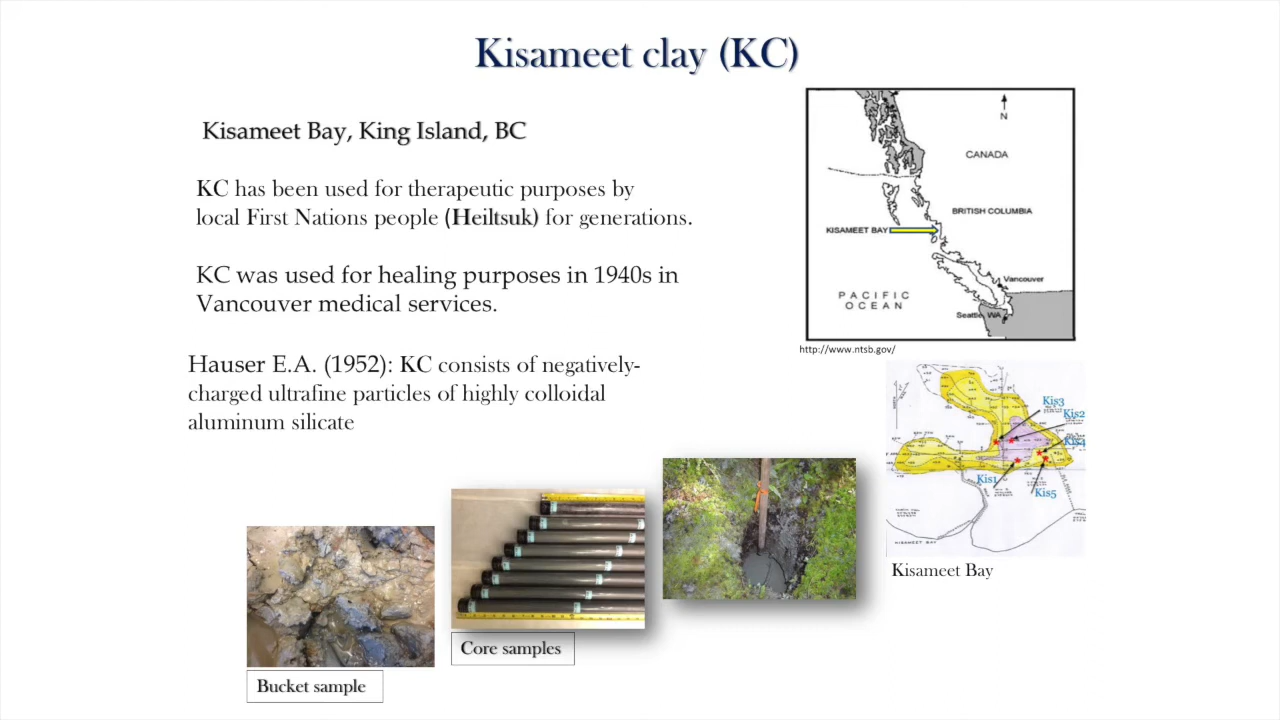 Kisameet clay (KC)
Kisameet Bay, King Island, BC
KC has been used for therapeutic purposes by
local First Nations people (Heiltsuk) for generations.
KC was used for healing purposes in 1940s in
Vancouver medical services.
Hauser E.A. (1952): KC consists of negatively-
charged ultrafine particles of highly colloidal
aluminum silicate
N
CANADA
BRITISH COLUMBIA
KISAMEET BAY
Vancouver
PACIFIC
OCEAN
Seattle, WA
http://www.ntsb.gov/
Kis3
Kis2
Kis4
Kis1
Kis5
KISAMEET BAY
Kisameet Bay
Core samples
Bucket sample